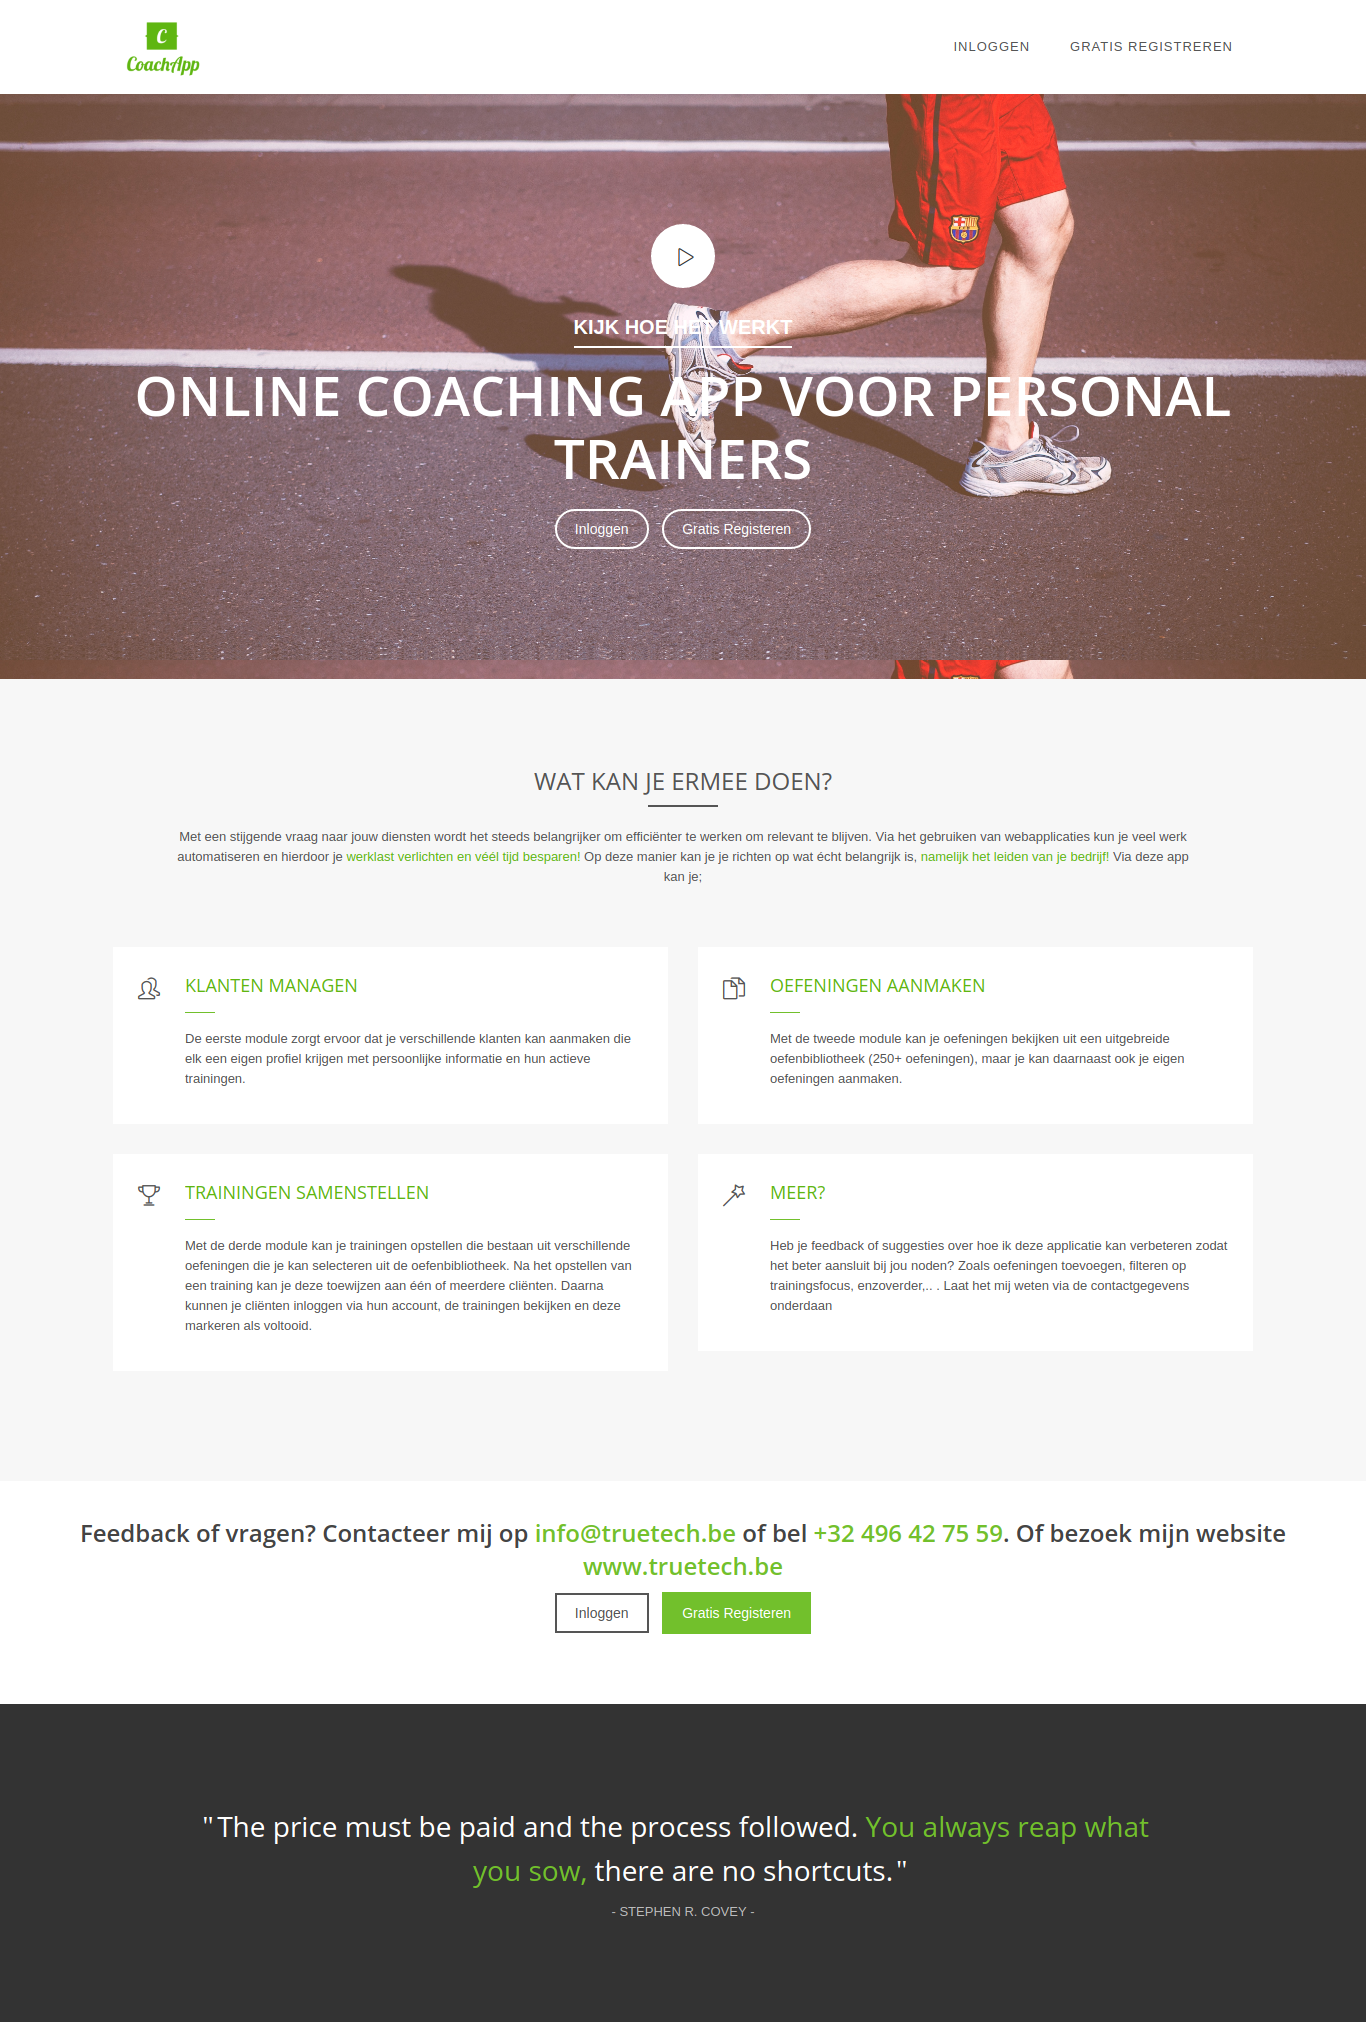 C
CoachApp
INLOGGEN
GRATIS REGISTREREN
KIJK HOE HET WERKT
ONLINE COACHING APP VOOR PERSONAL
TRAINERS
Inloggen
Gratis Registeren
WAT KAN JE ERMEE DOEN?
Met een stijgende vraag naar jouw diensten wordt het steeds belangrijker om efficiënter te werken om relevant te blijven. Via het gebruiken van webapplicaties kun je veel werk
automatiseren en hierdoor je werklast verlichten en véél tijd besparen! Op deze manier kan je je richten op wat écht belangrijk is, namelijk het leiden van je bedrijf! Via deze app
kan je;
KLANTEN MANAGEN
De eerste module zorgt ervoor dat je verschillende klanten kan aanmaken die
elk een eigen profiel krijgen met persoonlijke informatie en hun actieve
trainingen.
OEFENINGEN AANMAKEN
Met de tweede module kan je oefeningen bekijken uit een uitgebreide
oefenbibliotheek (250+ oefeningen), maar je kan daarnaast ook je eigen
oefeningen aanmaken.
TRAININGEN SAMENSTELLEN
Met de derde module kan je trainingen opstellen die bestaan uit verschillende
oefeningen die je kan selecteren uit de oefenbibliotheek. Na het opstellen van
een training kan je deze toewijzen aan één of meerdere cliënten. Daarna
kunnen je cliënten inloggen via hun account, de trainingen bekijken en deze
markeren als voltooid.
MEER?
Heb je feedback of suggesties over hoe ik deze applicatie kan verbeteren zodat
het beter aansluit bij jou noden? Zoals oefeningen toevoegen, filteren op
trainingsfocus, enzoverder,.. . Laat het mij weten via de contactgegevens
onderdaan
Feedback of vragen? Contacteer mij op info@truetech.be of bel +32 496 42 75 59. Of bezoek mijn website
www.truetech.be
Inloggen
Gratis Registeren
" The price must be paid and the process followed. You always reap what
you sow, there are no shortcuts. "
- STEPHEN R. COVEY -